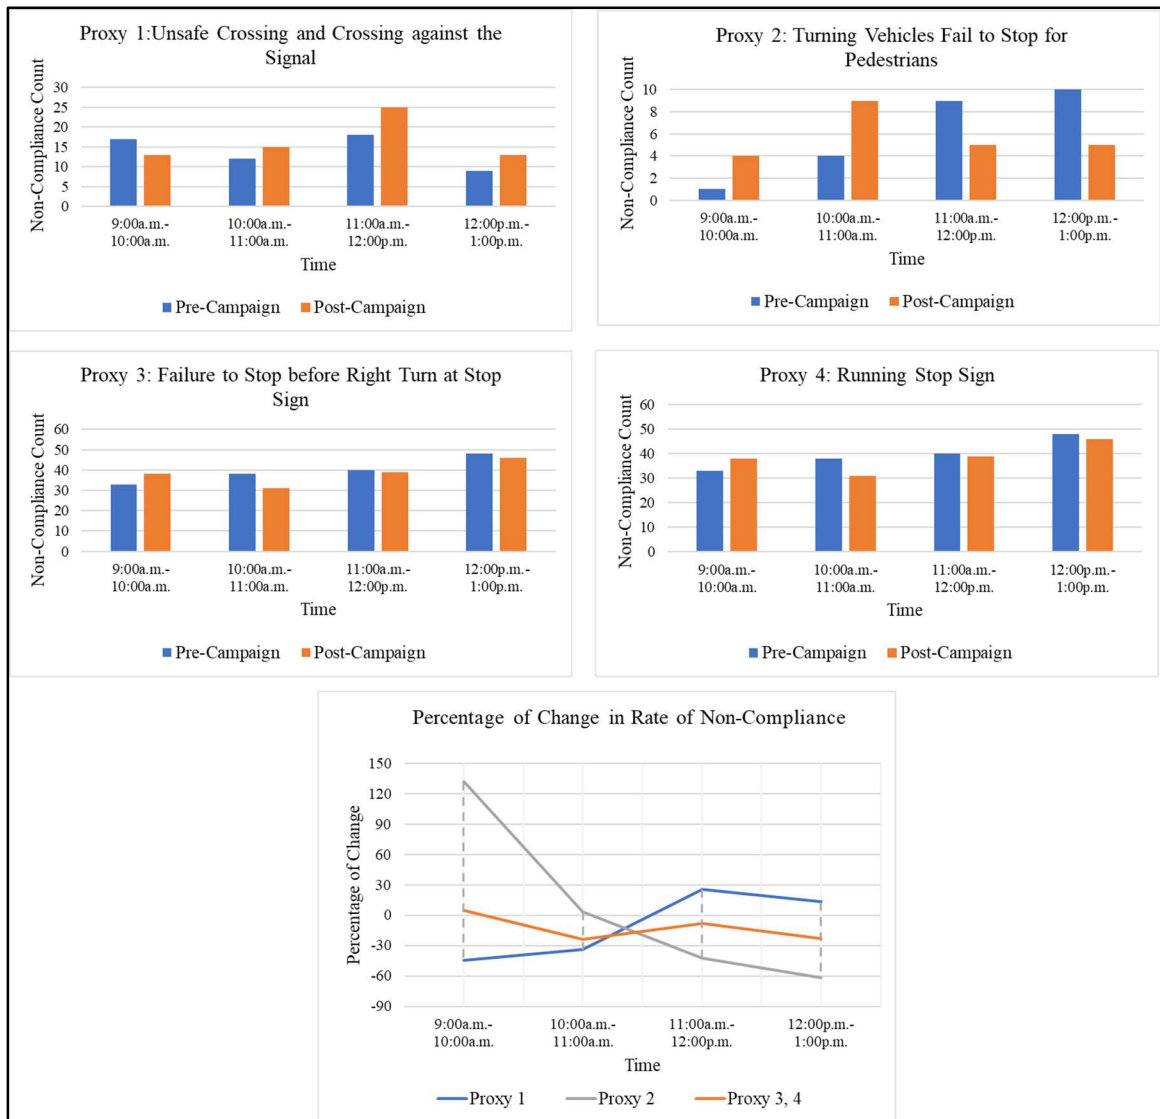 Proxy 1:Unsafe Crossing and Crossing against the
Signal
Non-Compliance Count
30
25
20
15
10
5
0
9:00a.m.- 10:00a.m.- 11:00a.m.- 12:00p.m.-
10:00a.m. 11:00a.m. 12:00p.m. 1:00p.m.
Time
Pre-Campaign Post-Campaign
Proxy 2: Turning Vehicles Fail to Stop for
Pedestrians
Non-Compliance Count
10
8
6
4
2
0
9:00a.m.- 10:00a.m.- 11:00a.m.- 12:00p.m.-
10:00a.m. 11:00a.m. 12:00p.m. 1:00p.m.
Time
Pre-Campaign Post-Campaign
Proxy 3: Failure to Stop before Right Turn at Stop
Sign
Non-Compliance Count
60
50
40
30
20
10
0
9:00a.m.- 10:00a.m.- 11:00a.m.- 12:00p.m.-
10:00a.m. 11:00a.m. 12:00p.m. 1:00p.m.
Time
Pre-Campaign Post-Campaign
Proxy 4: Running Stop Sign
Non-Compliance Count
60
50
40
30
20
10
0
9:00a.m.- 10:00a.m.- 11:00a.m.- 12:00p.m.-
10:00a.m. 11:00a.m. 12:00p.m. 1:00p.m.
Time
Pre-Campaign Post-Campaign
Percentage of Change in Rate of Non-Compliance
Percentage of Change
150
120
90
60
30
0
-30
-60
-90
9:00a.m.- 10:00a.m.- 11:00a.m.- 12:00p.m.-
10:00a.m. 11:00a.m. 12:00p.m. 1:00p.m.
Time
Proxy 1 Proxy 2 Proxy 3, 4